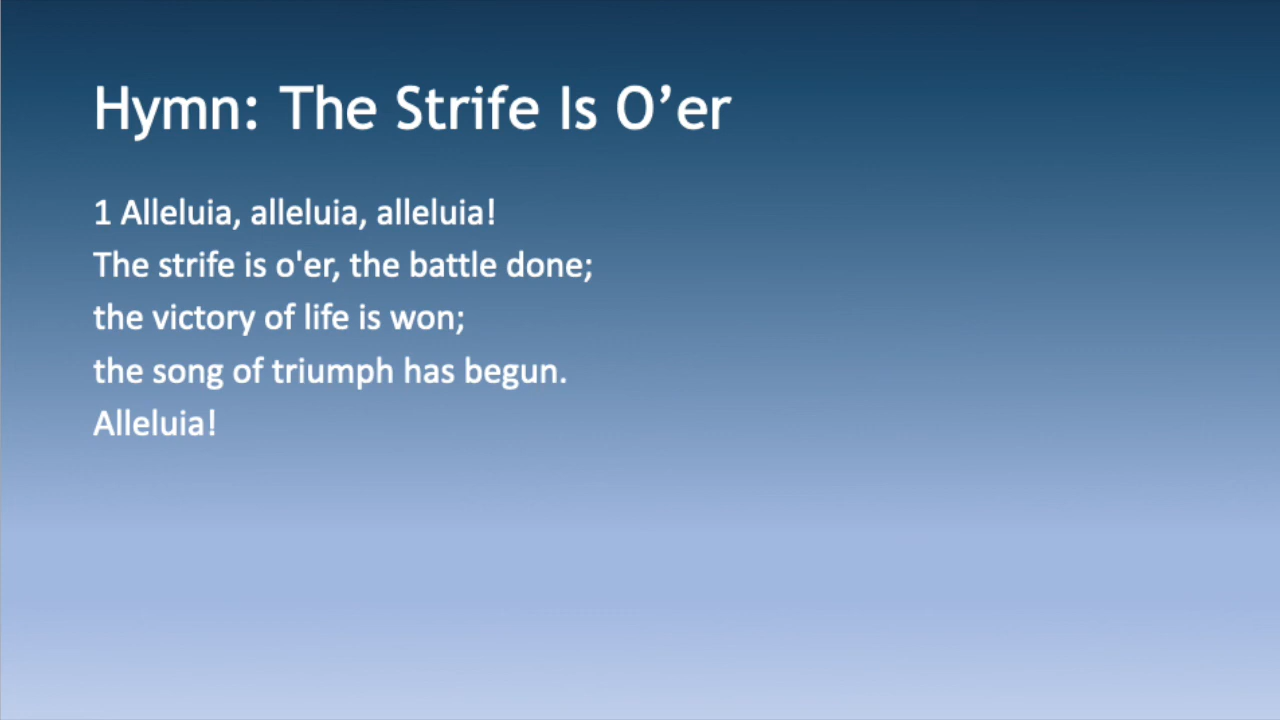 Hymn: The Strife Is O’er
1 Alleluia, alleluia, alleluia!
The strife is o'er, the battle done;
the victory of life is won;
the song of triumph has begun.
Alleluia!